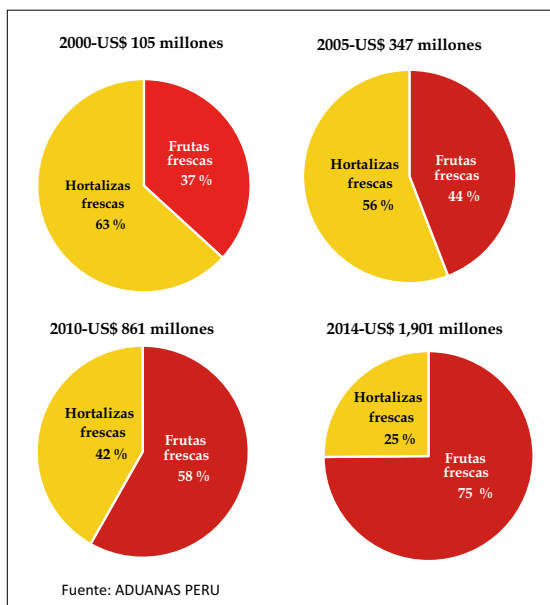 2000-US$ 105 millones
Frutas
frescas
37 %
Hortalizas
frescas
63 %
2005-US$ 347 millones
Frutas
frescas
44 %
Hortalizas
frescas
56 %
2010-US$ 861 millones
Hortalizas
frescas
42 %
Frutas
frescas
58 %
2014-US$ 1,901 millones
Hortalizas
frescas
25 %
Frutas
frescas
75 %
Fuente: ADUANAS PERU